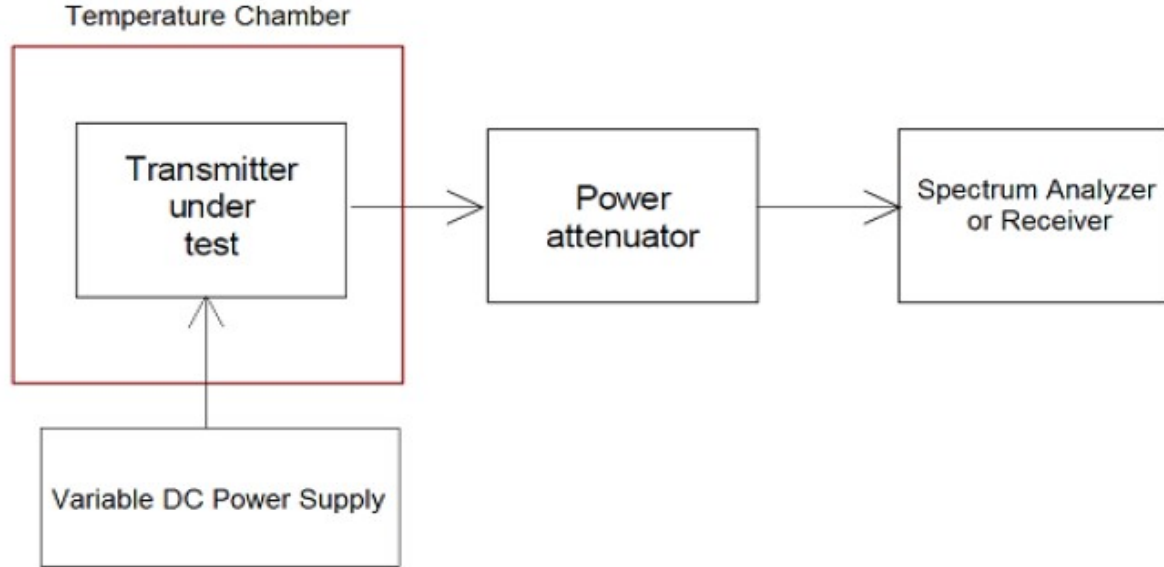 Temperature Chamber
Transmitter
under
test
Power
attenuator
Spectrum Analyzer
or Receiver
Variable DC Power Supply